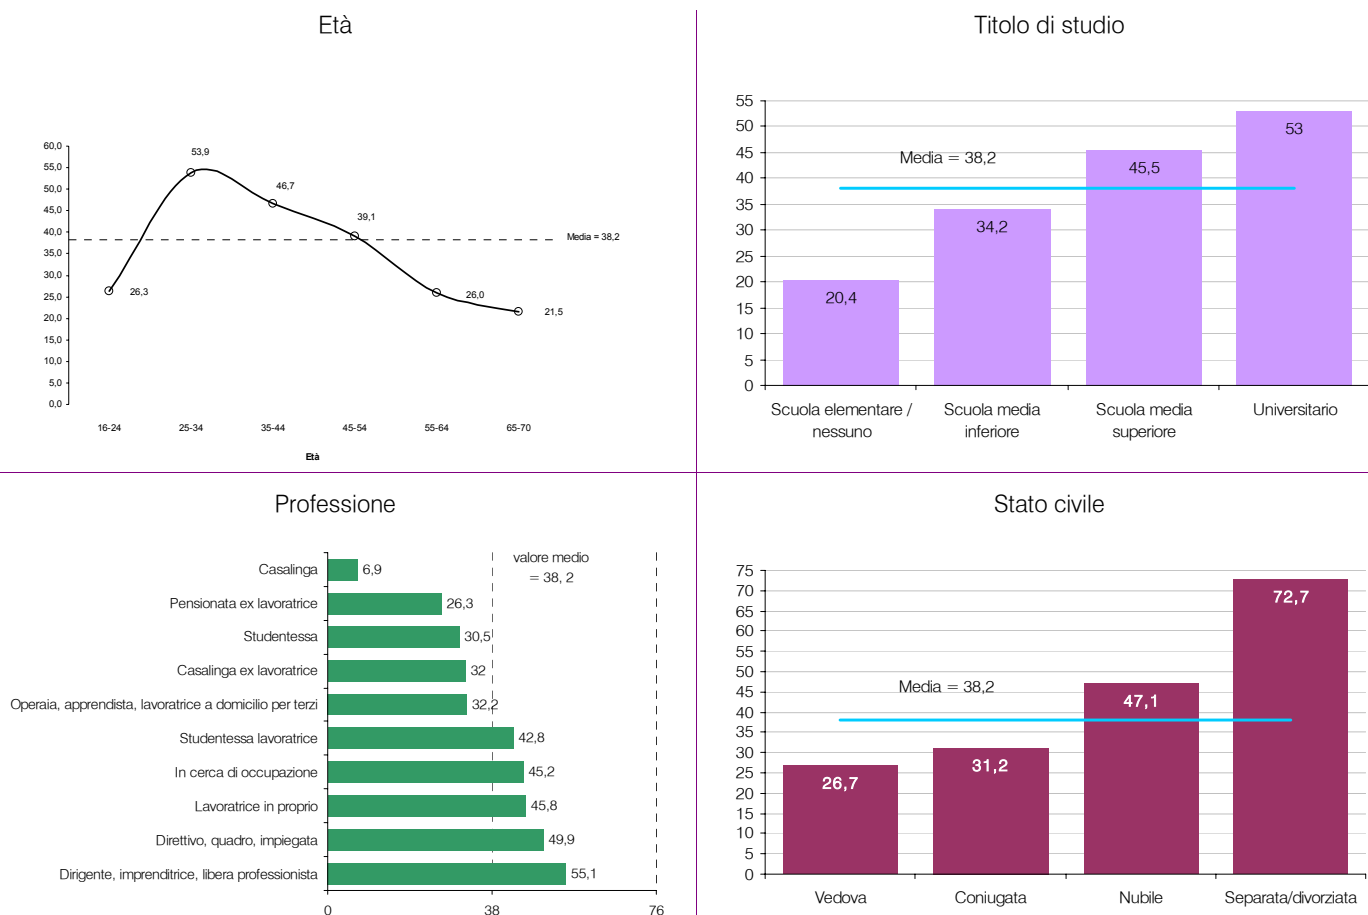 Età
60,0
55,0
50,0
45,0
40,0
35,0
30,0
25,0
20,0
15,0
10,0
5,0
0,0
53,9
46,7
39,1
Media = 38,2
26,3
26,0
21,5
16-24
25-34
35-44
45-54
55-64
65-70
Età
Titolo di studio
55
50
45
40
35
30
25
20
15
10
5
0
Media = 38,2
20,4
34,2
45,5
53
Scuola elementare /
nessuno
Scuola media
inferiore
Scuola media
superiore
Universitario
Professione
valore medio
= 38, 2
Casalinga 6,9
Pensionata ex lavoratrice 26,3
Studentessa 30,5
Casalinga ex lavoratrice 32
Operaia, apprendista, lavoratrice a domicilio per terzi 32,2
Studentessa lavoratrice 42,8
In cerca di occupazione 45,2
Lavoratrice in proprio 45,8
Direttivo, quadro, impiegata 49,9
Dirigente, imprenditrice, libera professionista 55,1
0 38 76
Stato civile
75
70
65
60
55
50
45
40
35
30
25
20
15
10
5
0
Media = 38,2
26,7
31,2
47,1
72,7
Vedova
Coniugata
Nubile
Separata/divorziata